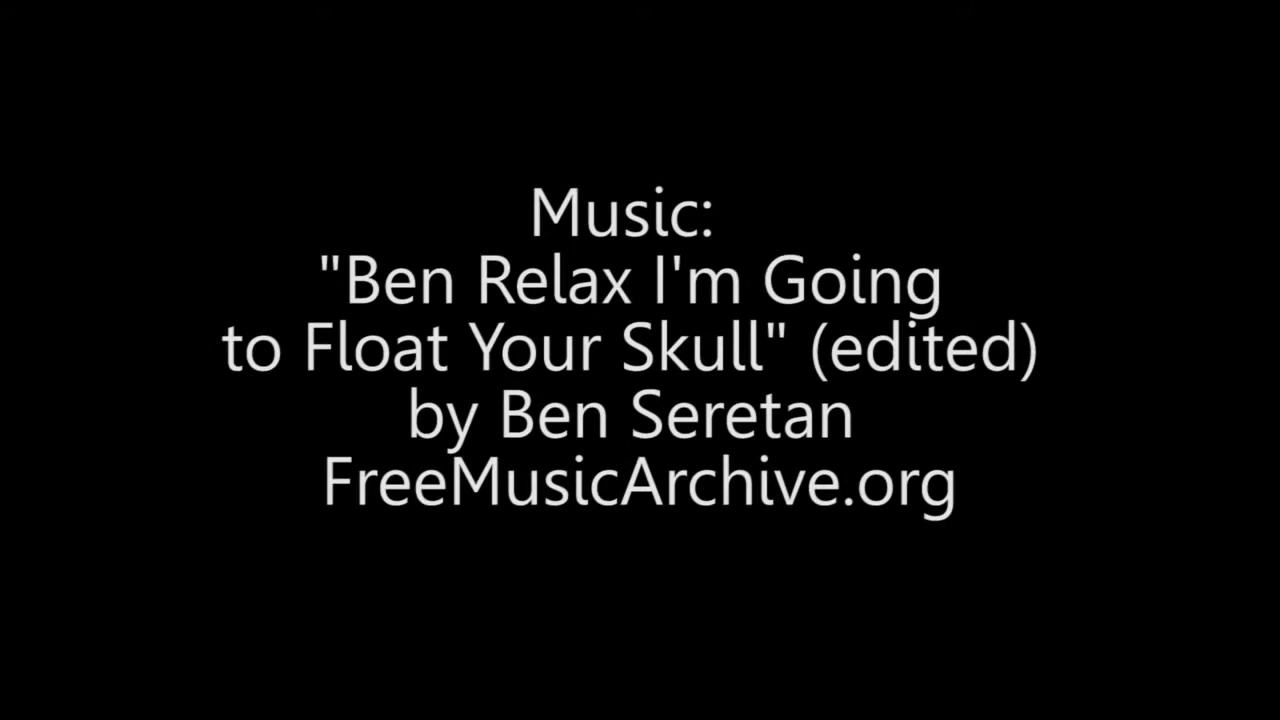 Music:
"Ben Relax I'm Going
to Float Your Skull" (edited)
by Ben Seretan
FreeMusicArchive.org